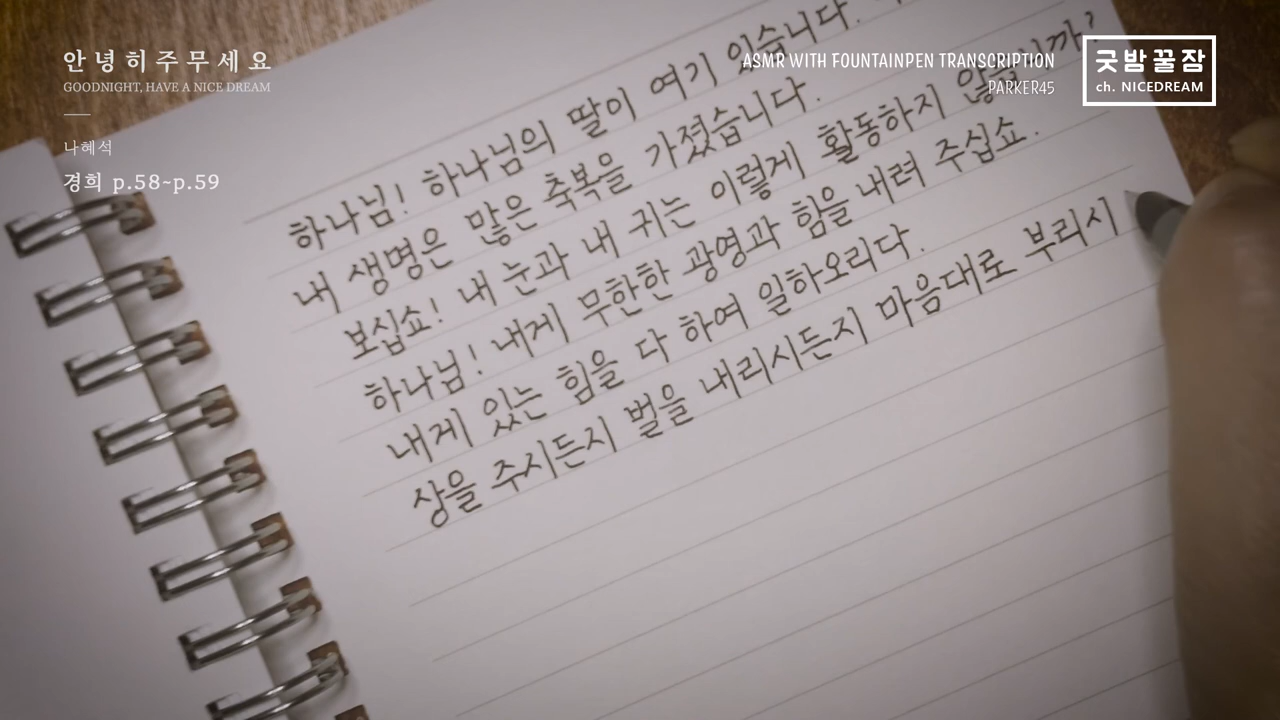 안녕히주무세요
GOODNIGHT, HAVE A NICE DREAM
나혜석
경희 p.58~p.59
ASMR WITH FOUNTAINPEN TRANSCRIPTION
PARKER45
굿밤꿀잠
ch. NICEDREAM
하나님! 하나님의 딸이 여기 있습니다.
내 생명은 많은 축복을 가졌습니다.
보십쇼! 내 눈과 내 귀는 이렇게 활동하지 않습니까?
하나님! 내게 무한한 광영과 힘을 내려 주십쇼.
내게 있는 힘을 다 하여 일하오리다.
상을 주시든지 벌을 내리시든지 마음대로 부리시